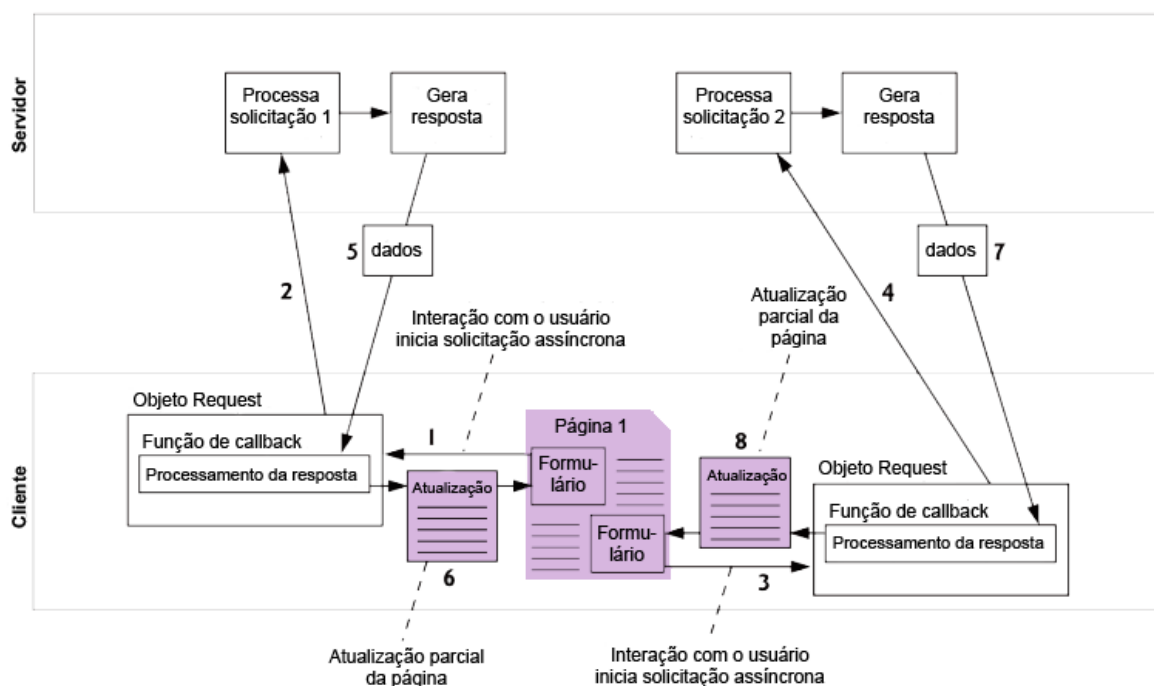 Servidor
Processa
solicitação 1
Gera
resposta
Processa
solicitação 2
Gera
resposta
5
dados
dados
7
2
4
Interação com o usuário
inicia solicitação assíncrona
Atualização
parcial da
página
Cliente
Objeto Request
Função de callback
Processamento da resposta
1
Atualização
6
Página 1
Formu-
lário
Formu-
lário
8
Atualização
3
Objeto Request
Função de callback
Processamento da resposta
Atualização parcial
da página
Interação com o usuário
inicia solicitação assíncrona